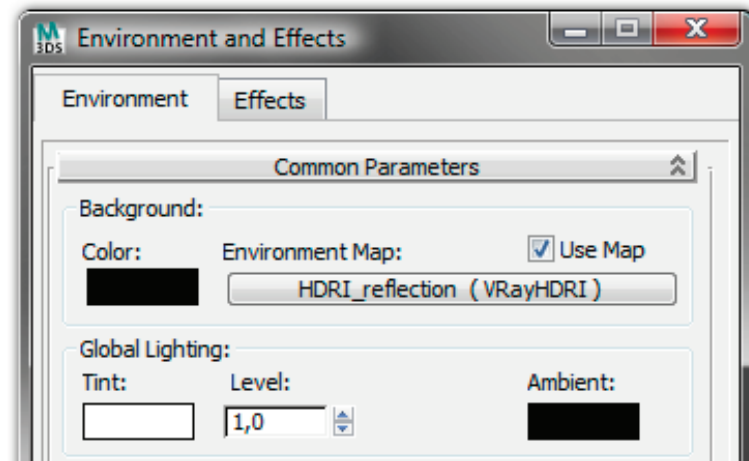 M
3DS Environment and Effects
Environment Effects
Common Parameters
Background:
Color: Environment Map: Use Map
HDRI_reflection ( VRayHDRI )
Global Lighting:
Tint: Level: Ambient:
1,0